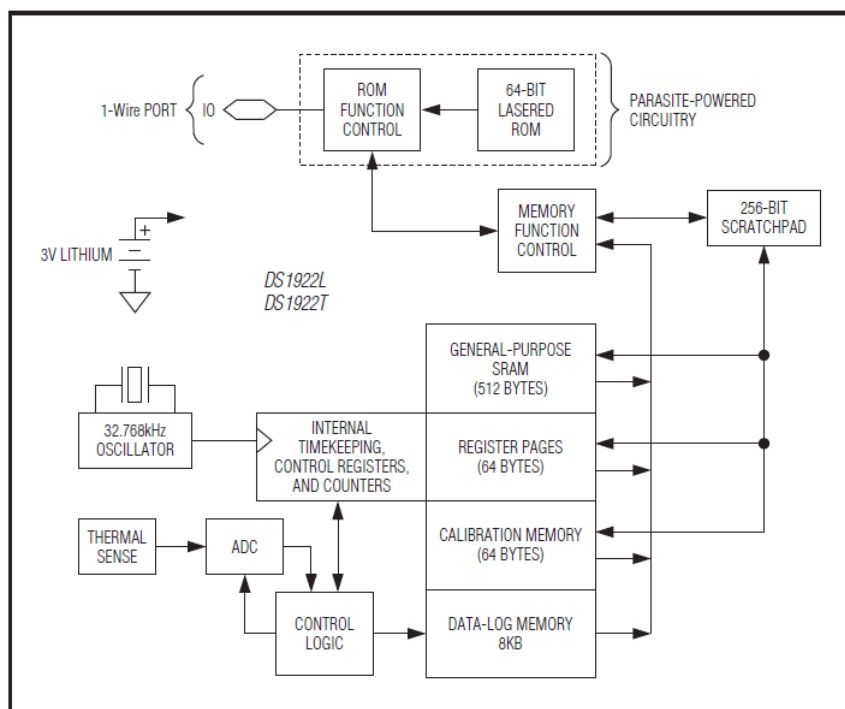 1-Wire PORT
IO
ROM
FUNCTION
CONTROL
64-BIT
LASERED
ROM
PARASITE-POWERED
CIRCUITRY
MEMORY
FUNCTION
CONTROL
256-BIT
SCRATCHPAD
3V LITHIUM
+
DS1922L
DS1922T
GENERAL-PURPOSE
SRAM
(512 BYTES)
32.768kHz
OSCILLATOR
INTERNAL
TIMEKEEPING,
CONTROL REGISTERS,
AND COUNTERS
REGISTER PAGES
(64 BYTES)
THERMAL
SENSE
ADC
CALIBRATION MEMORY
(64 BYTES)
CONTROL
LOGIC
DATA-LOG MEMORY
8KB